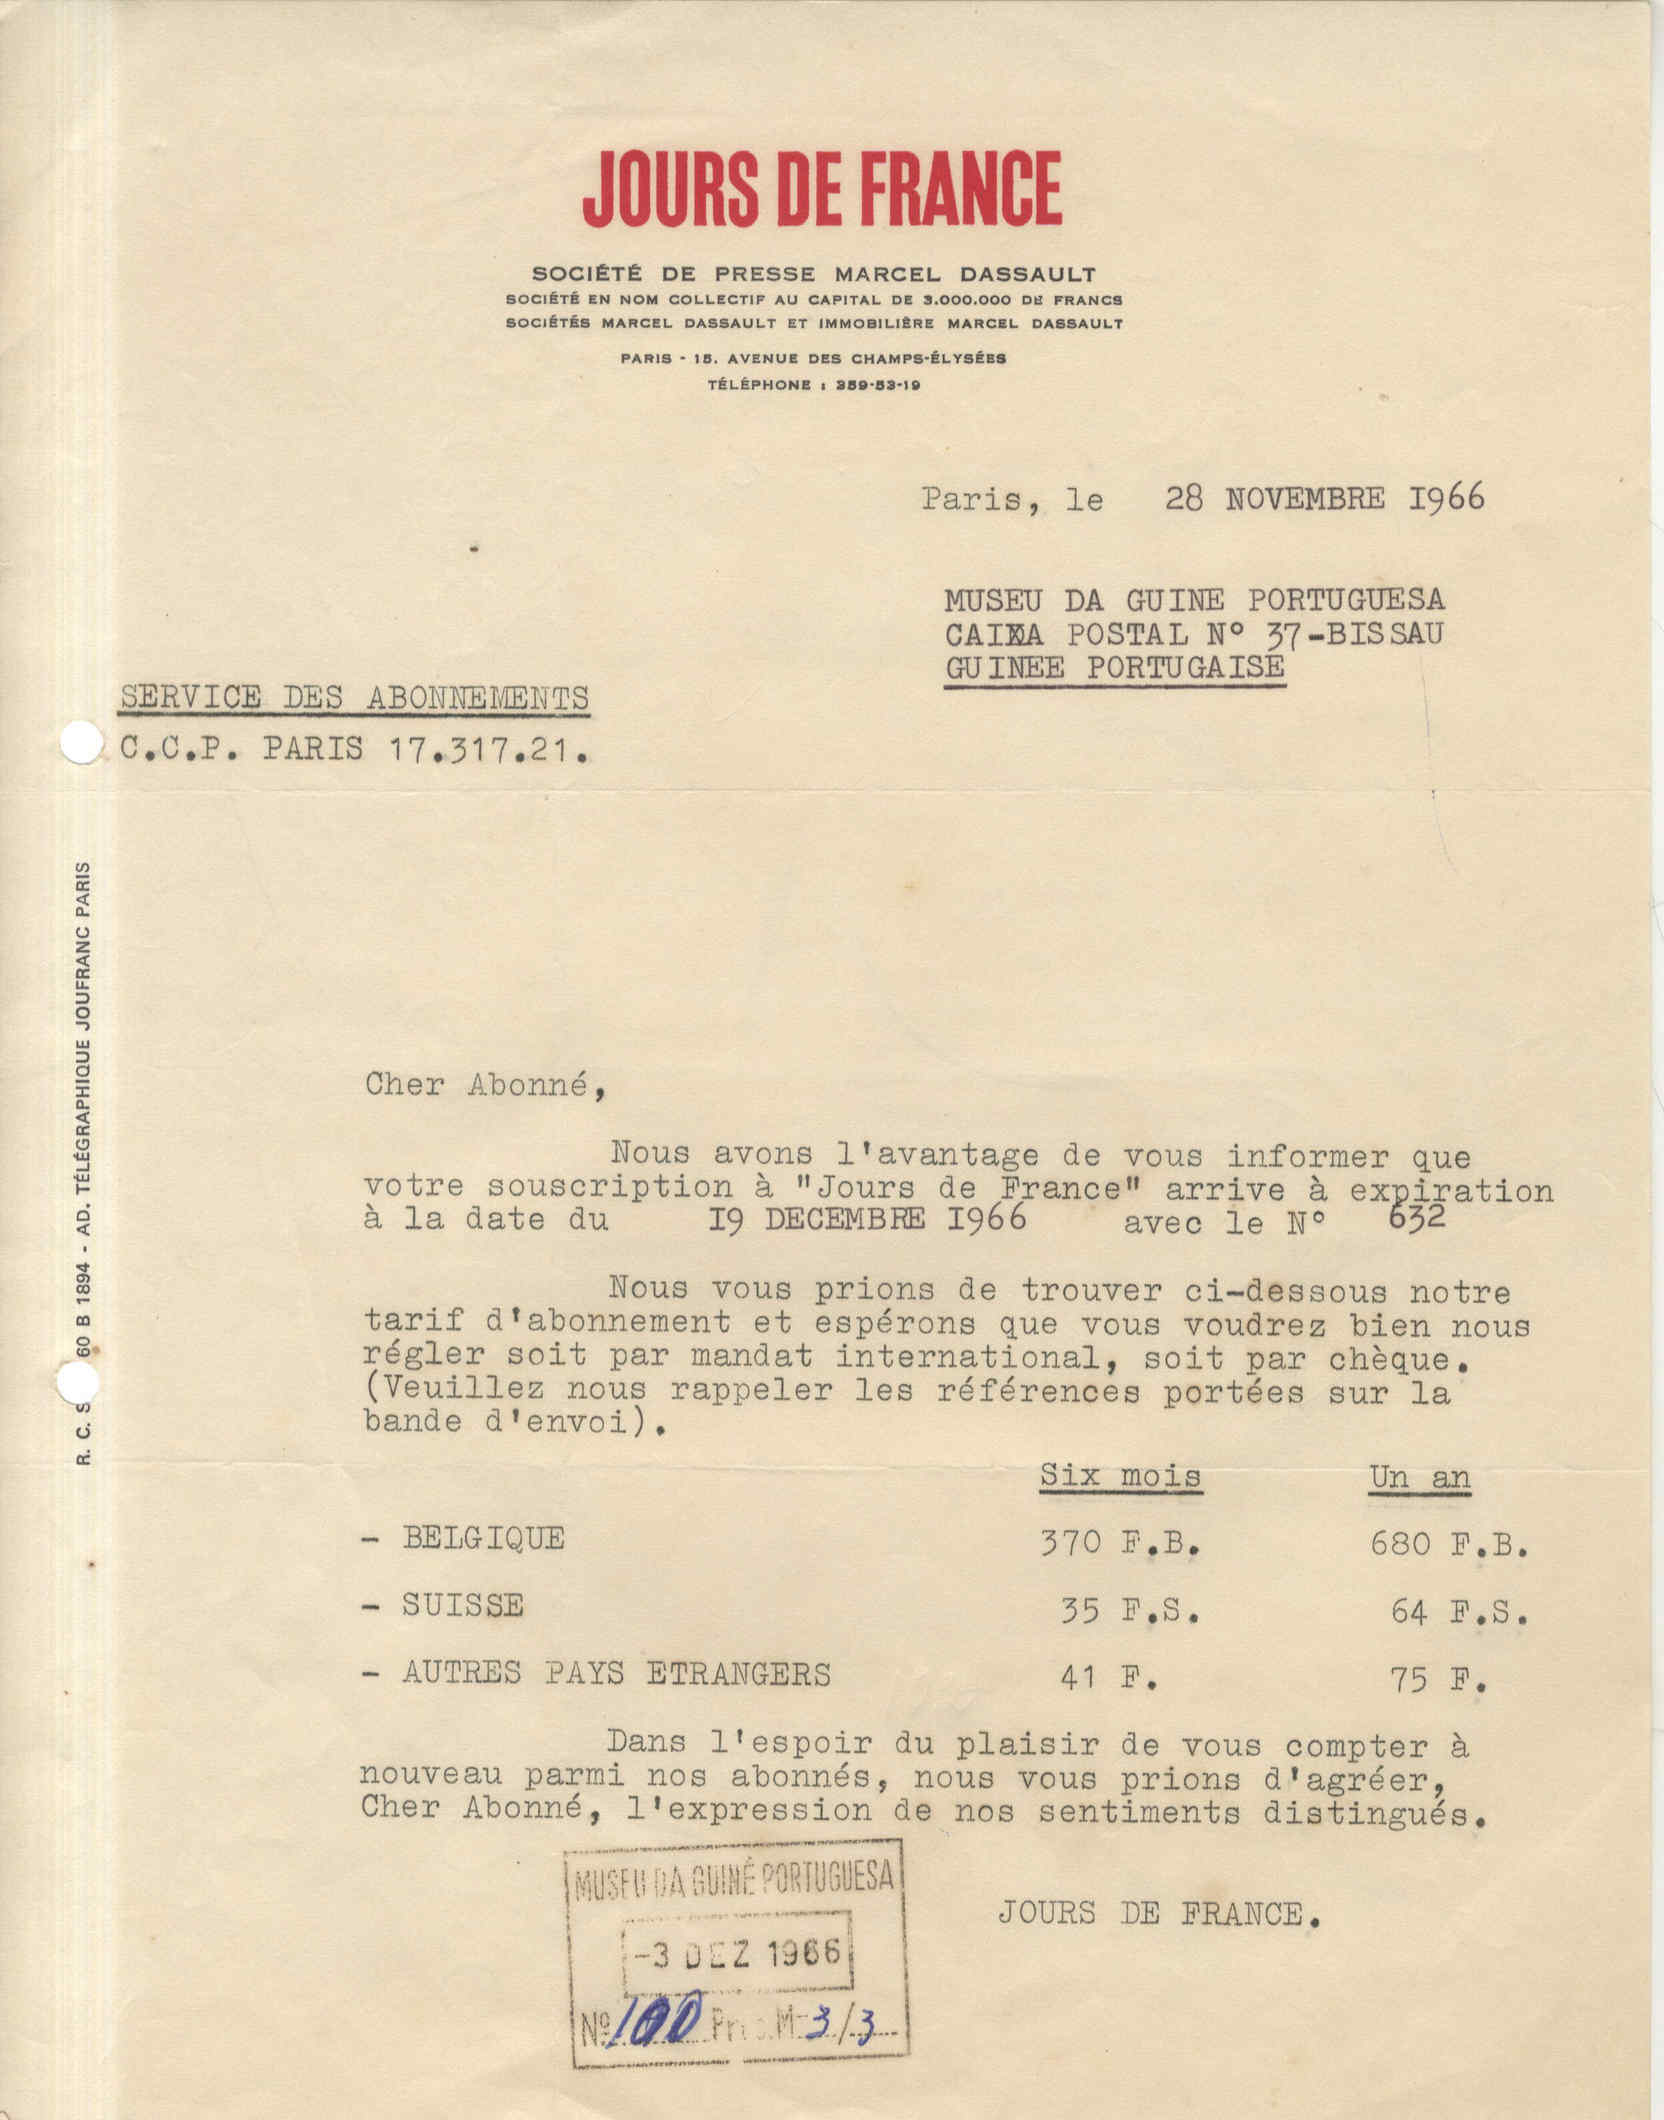 JOURS DE FRANCE
SOCIÉTÉ DE PRESSE MARCEL DASSAULT
SOCIÉTÉ EN NOM COLLECTIF AU CAPITAL DE 3.000.000 DE FRANCS
SOCIÉTÉS MARCEL DASSAULT ET IMMOBILIÈRE MARCEL DASSAULT
PARIS - 15, AVENUE DES CHAMPS-ÉLYSÉES
TÉLÉPHONE : 359-53-19
Paris, le 28 NOVEMBRE I966
MUSEU DA GUINE PORTUGUESA
CAIXA POSTAL N° 37-BISSAU
GUINEE PORTUGAISE
SERVICE DES ABONNEMENTS
C.C.P. PARIS 17.317.21.
R. C. S 60 B 1894 - AD. TÉLÉGRAPHIQUE JOUFRANC PARIS
Cher Abonné,
Nous avons l'avantage de vous informer que
votre souscription à "Jours de France" arrive à expiration
à la date du I9 DECEMBRE I966 avec le N° 632
Nous vous prions de trouver ci-dessous notre
tarif d'abonnement et espérons que vous voudrez bien nous
régler soit par mandat international, soit par chèque.
(Veuillez nous rappeler les références portées sur la
bande d'envoi).
Six mois Un an
- BELGIQUE 370 F.B. 680 F.B.
- SUISSE 35 F.S. 64 F.S.
- AUTRES PAYS ETRANGERS 41 F. 75 F.
Dans l'espoir du plaisir de vous compter à
nouveau parmi nos abonnés, nous vous prions d'agréer,
Cher Abonné, l'expression de nos sentiments distingués.
JOURS DE FRANCE.
MUSEU DA GUINÉ PORTUGUESA
-3 DEZ 1966
Nº 100 M 3/3